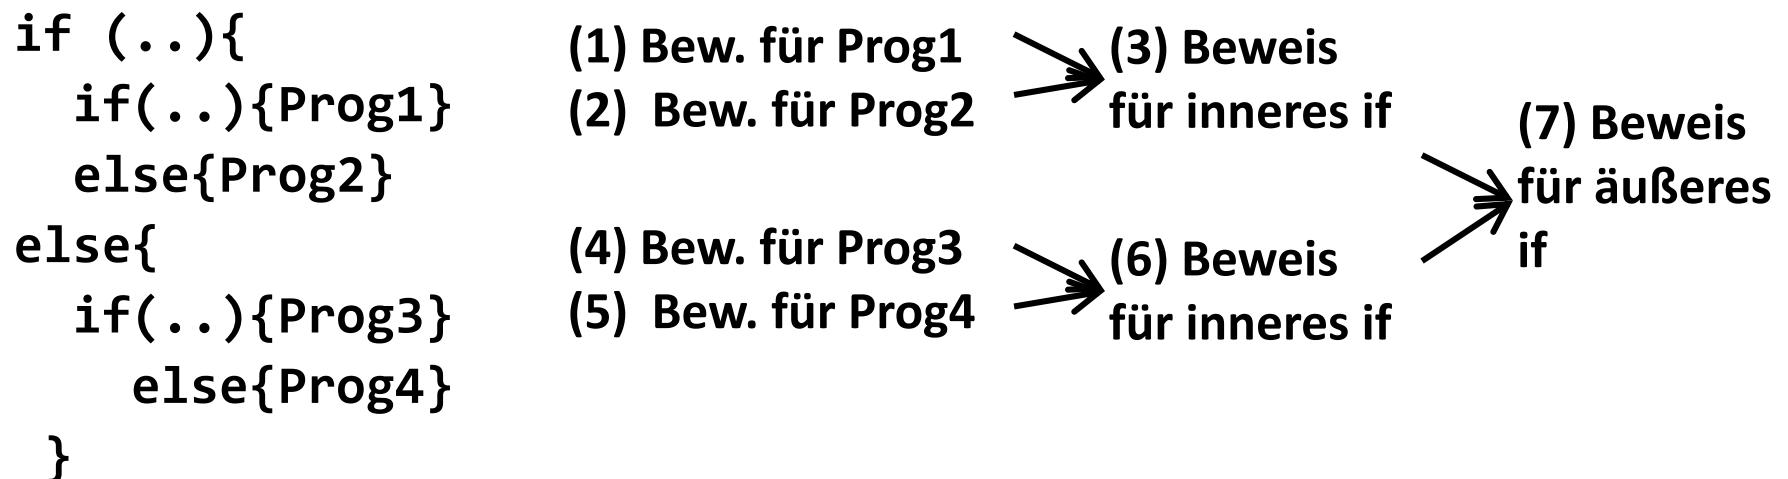 if (..){
if(..){Prog1}
else{Prog2}
else{
if(..){Prog3}
else{Prog4}
}
(1) Bew. für Prog1
(2) Bew. für Prog2
(4) Bew. für Prog3
(5) Bew. für Prog4
(3) Beweis
für inneres if
(6) Beweis
für inneres if
(7) Beweis
für äußeres
if